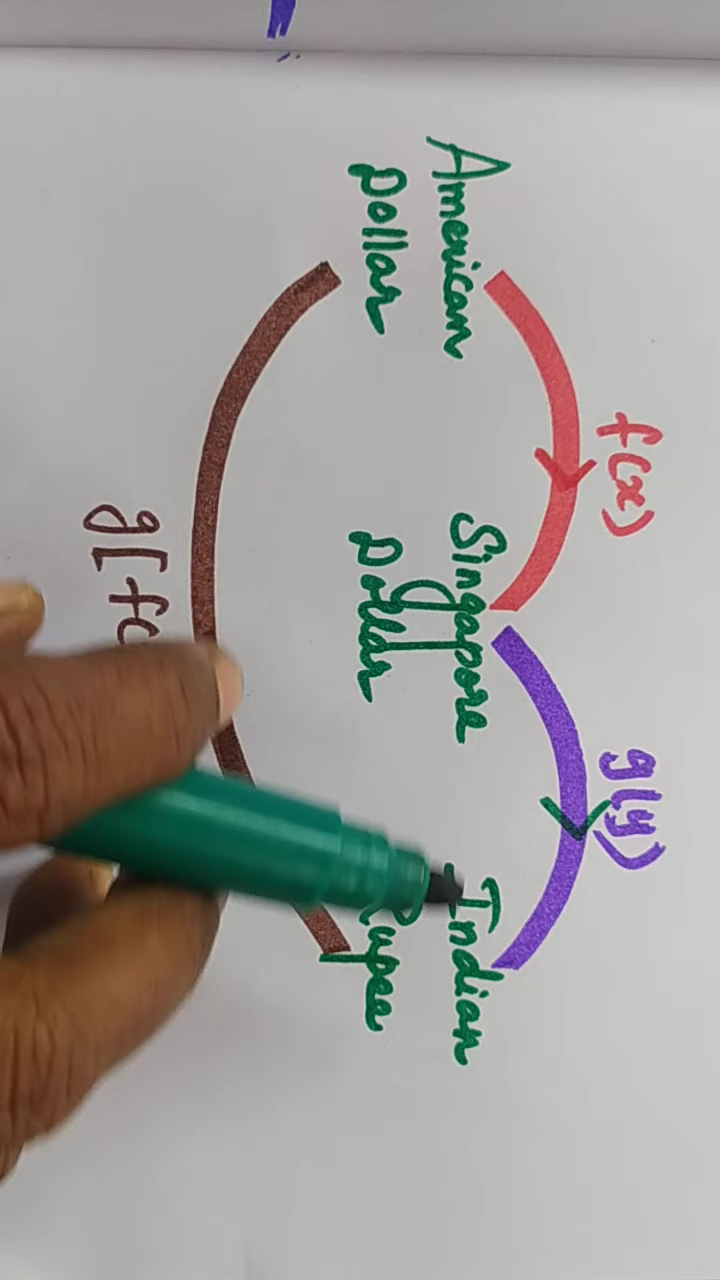 f(x)
g(y)
American
Dollar
Singapore
Dollar
Indian
Rupee
g[f(